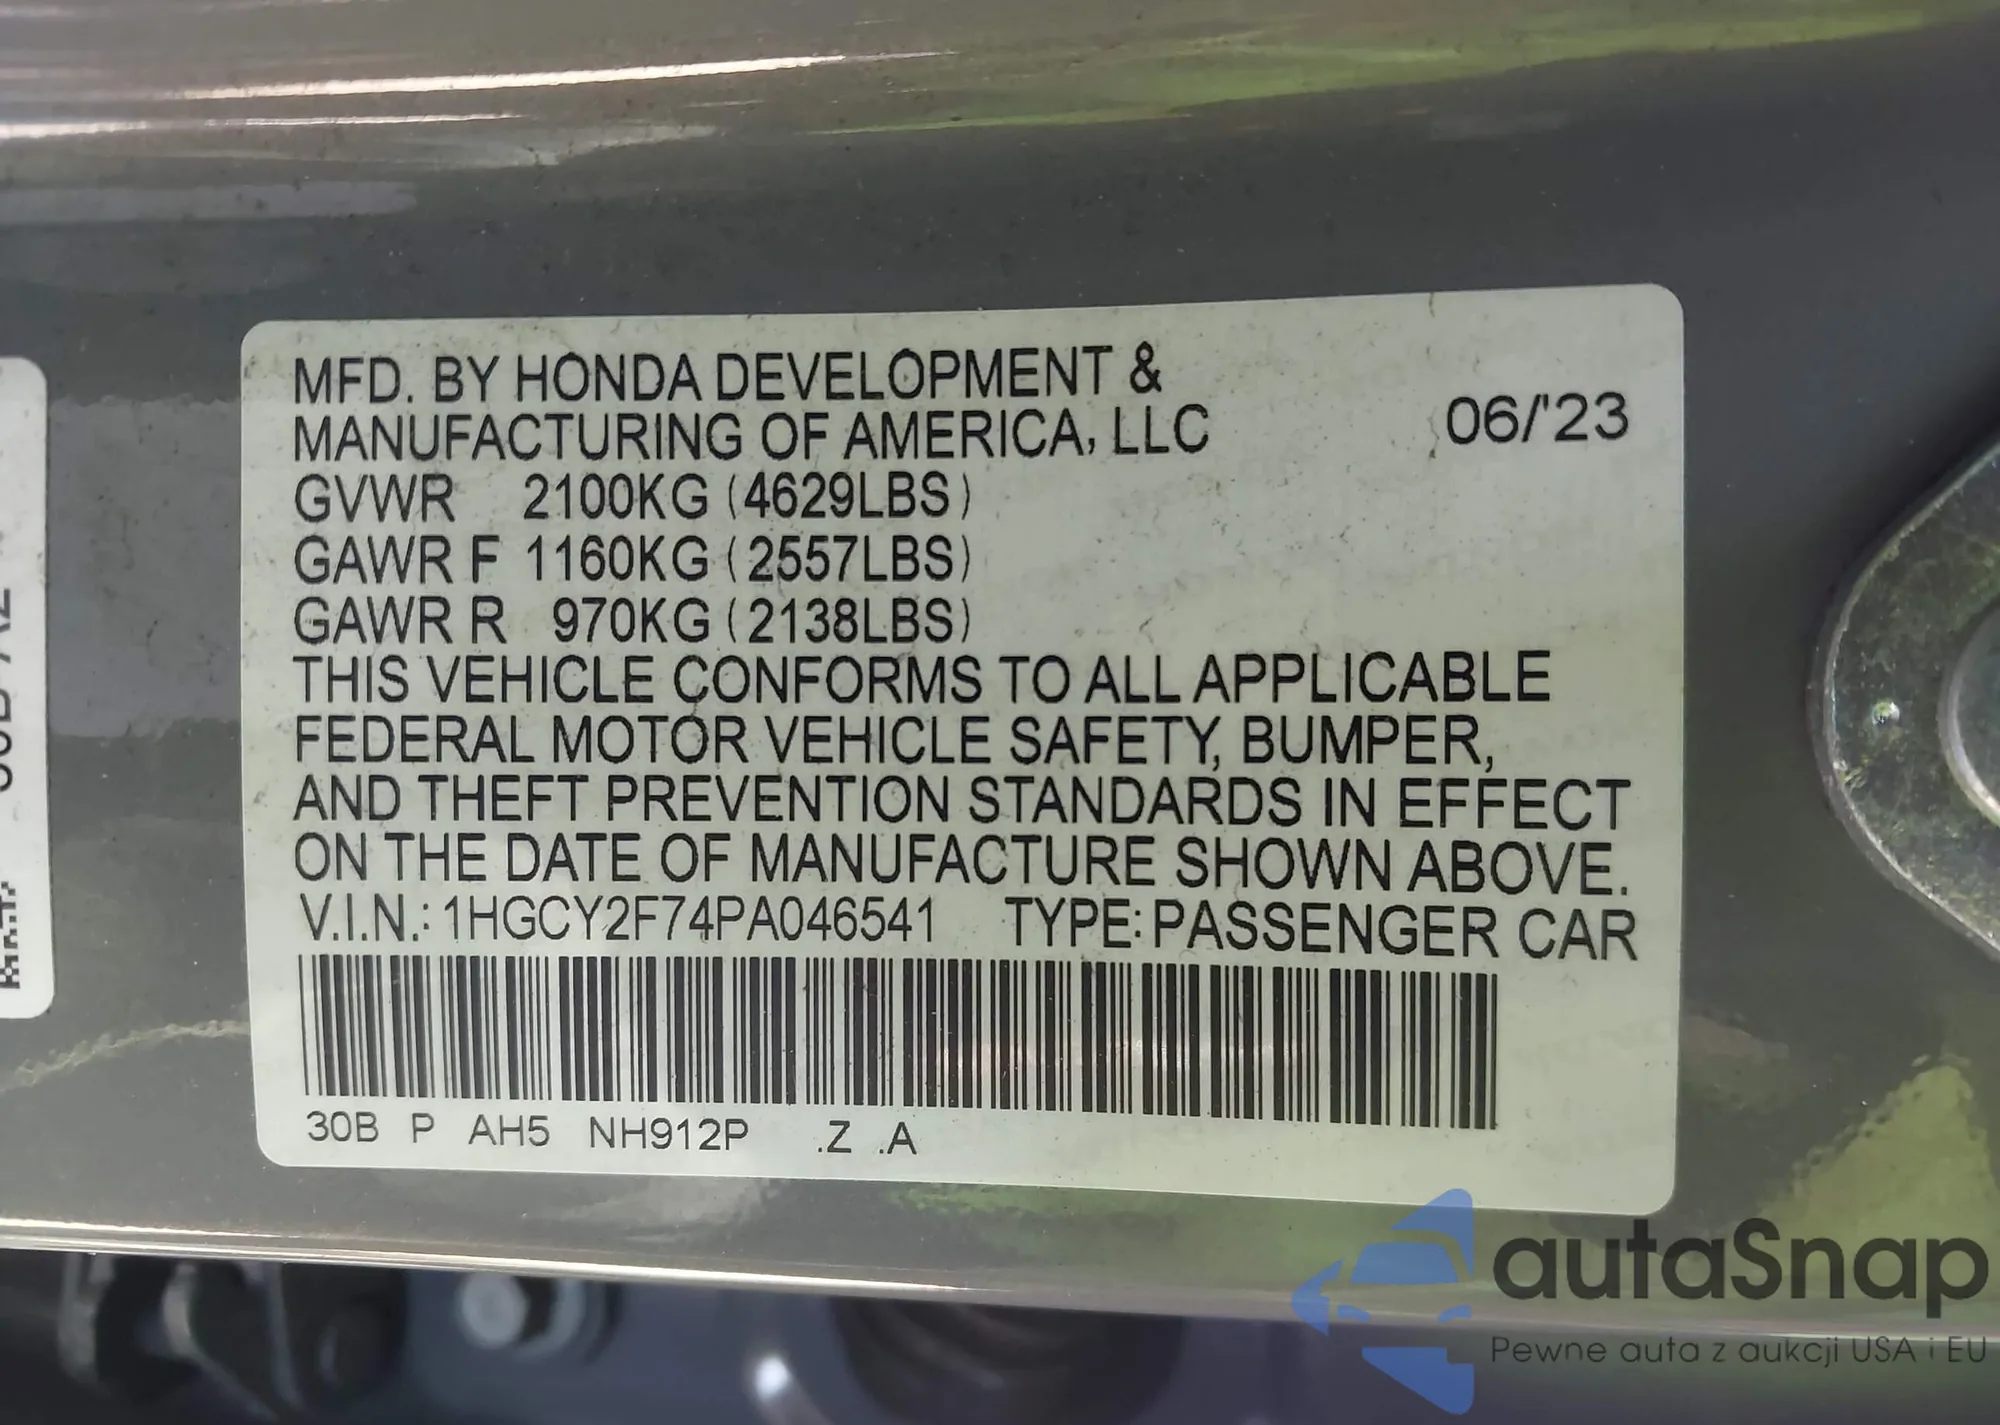 MFD. BY HONDA DEVELOPMENT &
MANUFACTURING OF AMERICA, LLC
06/'23
GVWR 2100KG (4629LBS)
GAWR F 1160KG (2557LBS)
GAWR R 970KG (2138LBS)
THIS VEHICLE CONFORMS TO ALL APPLICABLE
FEDERAL MOTOR VEHICLE SAFETY, BUMPER,
AND THEFT PREVENTION STANDARDS IN EFFECT
ON THE DATE OF MANUFACTURE SHOWN ABOVE.
V.I.N.: 1HGCY2F74PA046541 TYPE: PASSENGER CAR
30B P AH5 NH912P .Z .A
autaSnap
Pewne auta z aukcji USA i EU